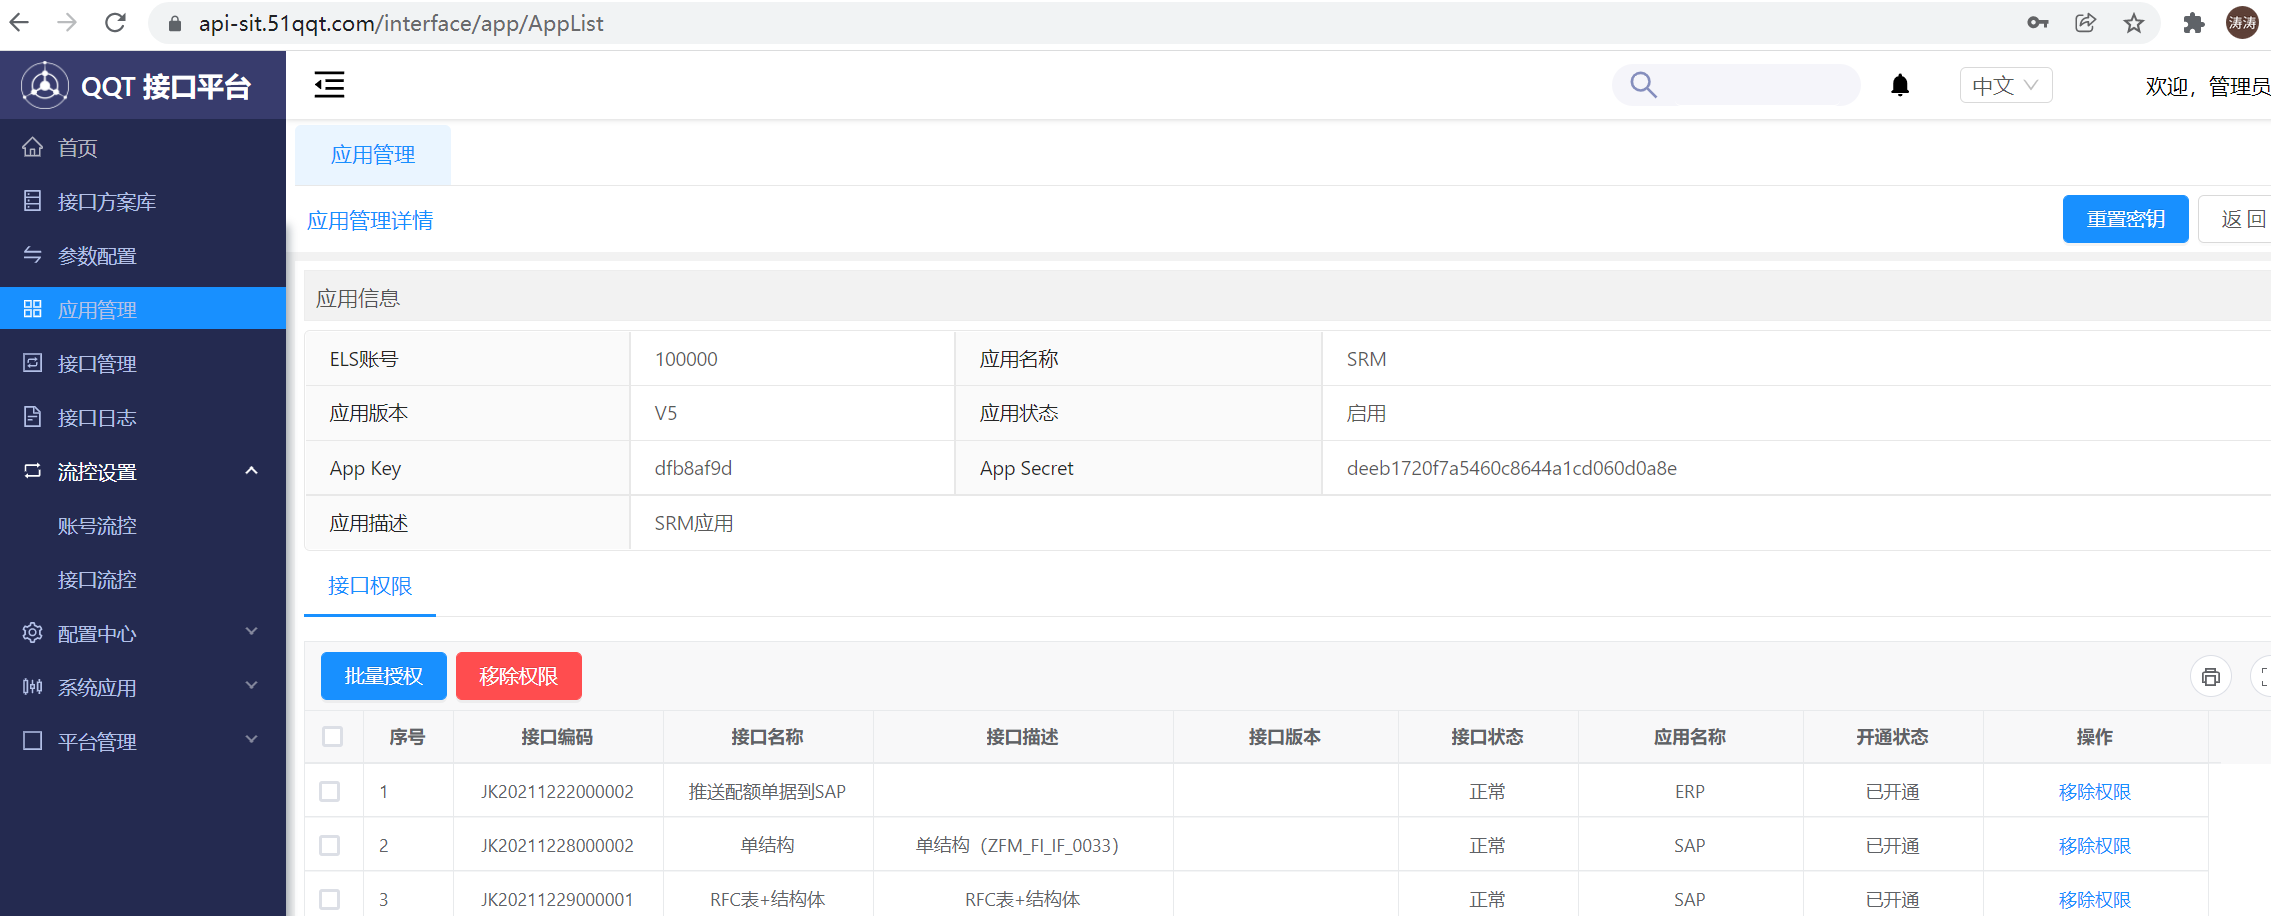 api-sit.51qqt.com/interface/app/AppList
涛涛
QQT 接口平台
中文
欢迎，管理员
首页
接口方案库
参数配置
应用管理
接口管理
接口日志
流控设置
账号流控
接口流控
配置中心
系统应用
平台管理
应用管理
应用管理详情
重置密钥
返 回
应用信息
ELS账号 100000 应用名称 SRM
应用版本 V5 应用状态 启用
App Key dfb8af9d App Secret deeb1720f7a5460c8644a1cd060d0a8e
应用描述 SRM应用
接口权限
批量授权 移除权限
序号 接口编码 接口名称 接口描述 接口版本 接口状态 应用名称 开通状态 操作
1 JK20211222000002 推送配额单据到SAP 正常 ERP 已开通 移除权限
2 JK20211228000002 单结构 单结构（ZFM_FI_IF_0033） 正常 SAP 已开通 移除权限
3 JK20211229000001 RFC表+结构体 RFC表+结构体 正常 SAP 已开通 移除权限